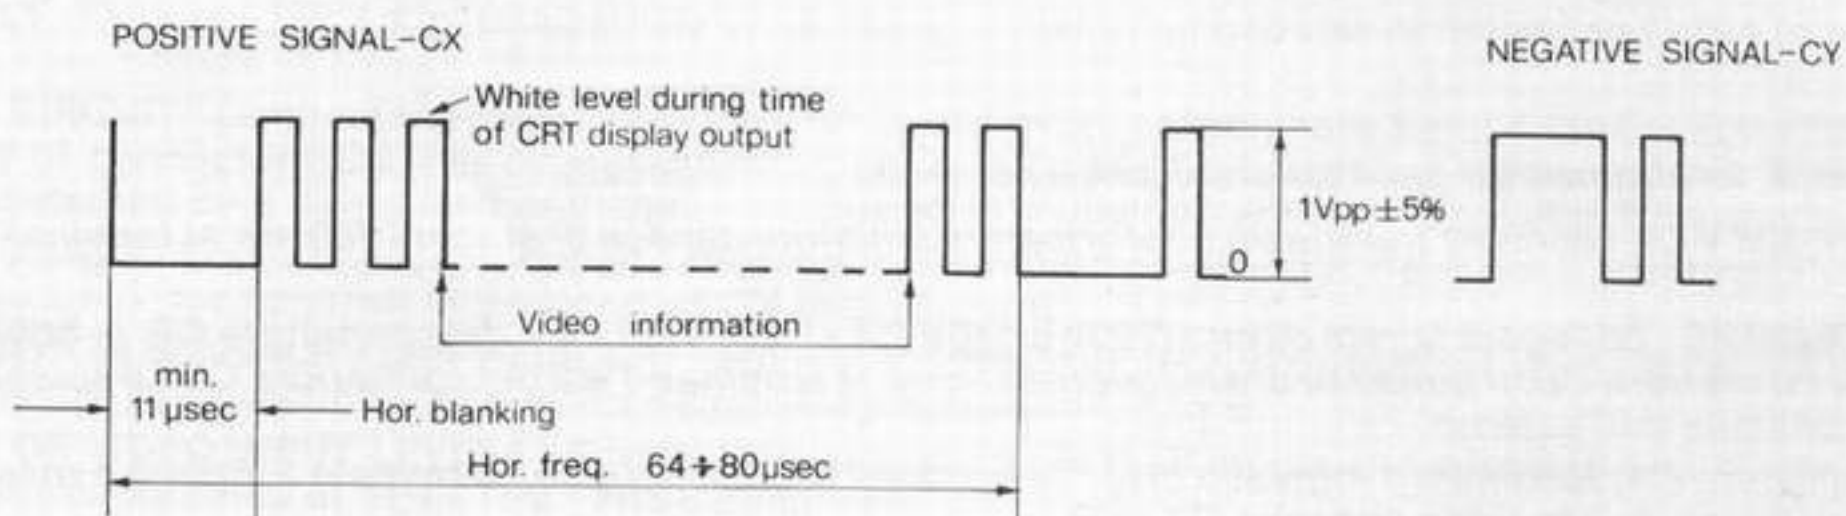 POSITIVE SIGNAL-CX
NEGATIVE SIGNAL-CY
White level during time
of CRT display output
1Vpp ±5%
0
Video information
min.
11 µsec
Hor. blanking
Hor. freq. 64÷80µsec